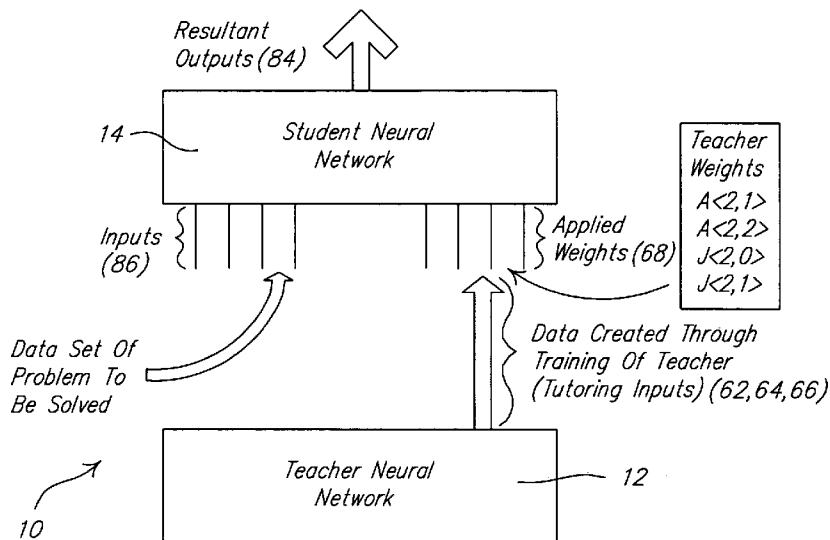 Resultant
Outputs (84)
14
Student Neural
Network
Teacher
Weights
A<2,1>
A<2,2>
J<2,0>
J<2,1>
Inputs
(86)
Applied
Weights (68)
Data Set Of
Problem To
Be Solved
Data Created Through
Training Of Teacher
(Tutoring Inputs) (62,64,66)
Teacher Neural
Network
12
10